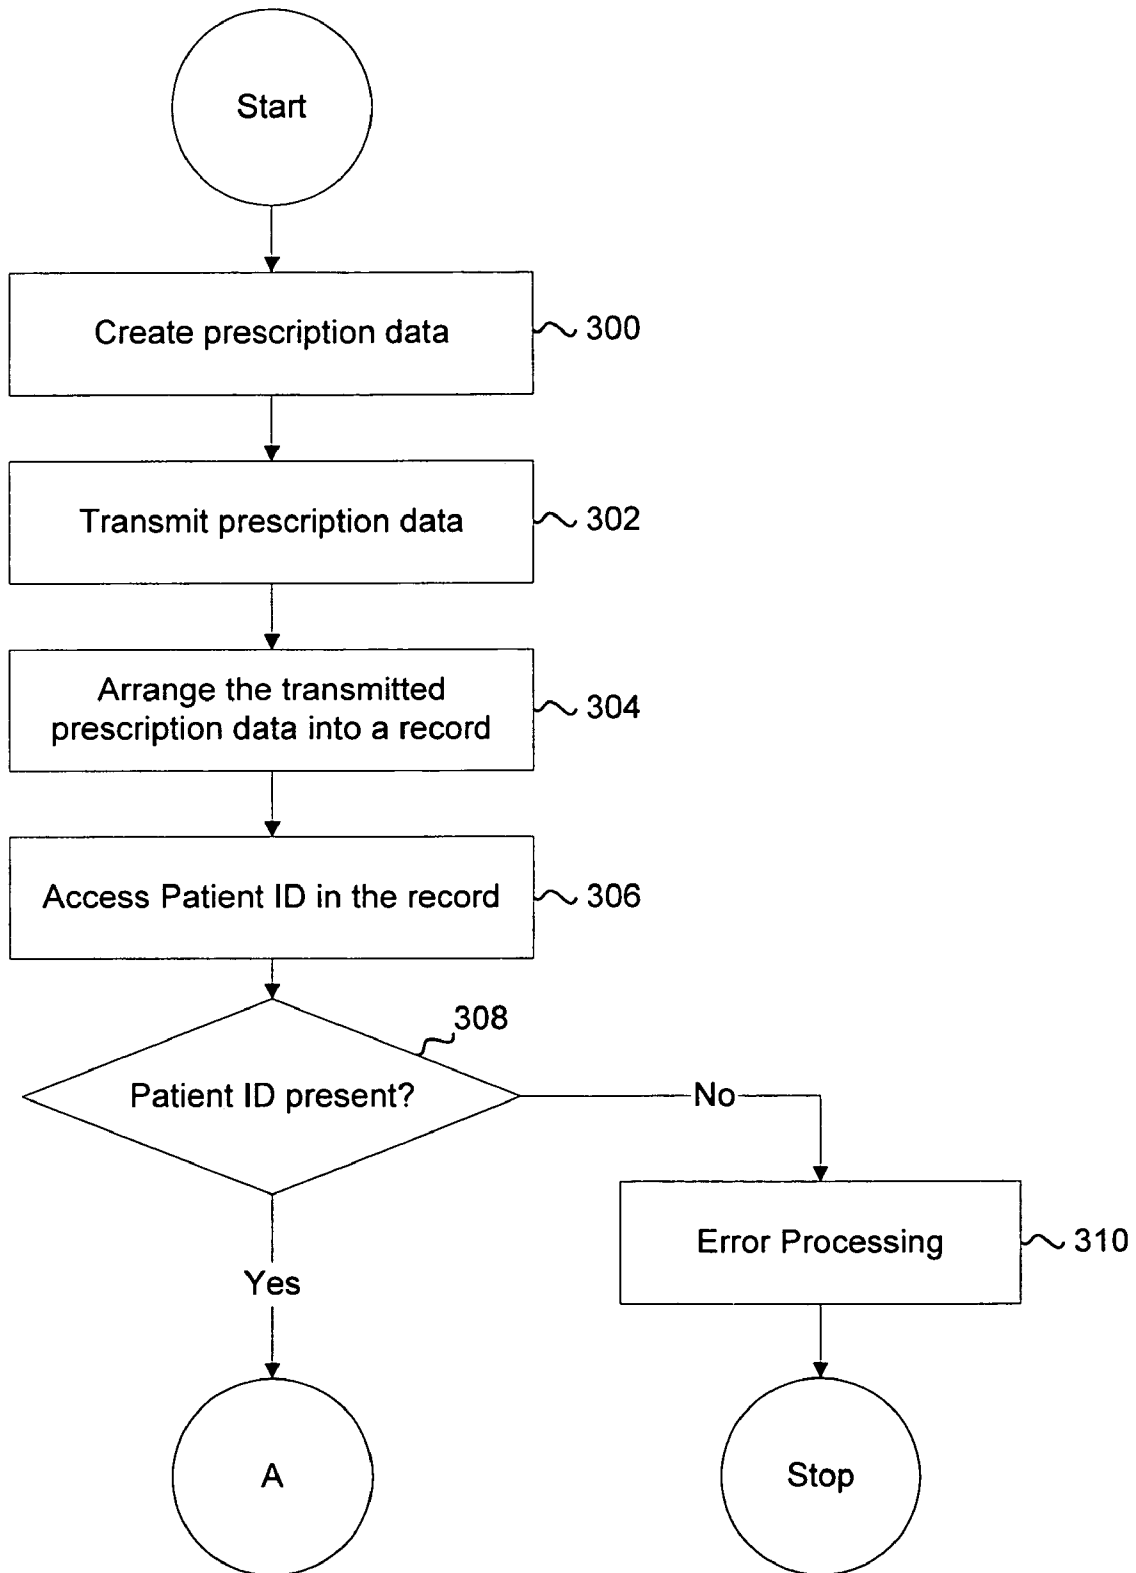 Start
Create prescription data
300
Transmit prescription data
302
Arrange the transmitted
prescription data into a record
304
Access Patient ID in the record
306
308
Patient ID present?
No
Error Processing
310
Yes
A
Stop